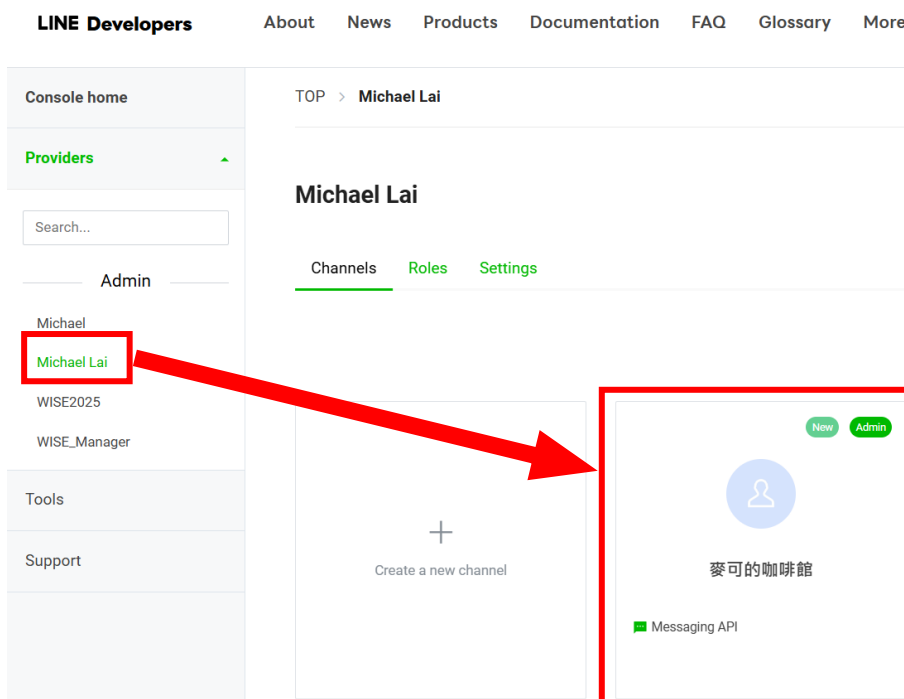 LINE Developers
About News Products Documentation FAQ Glossary More
Console home
Providers
Search...
Admin
Michael
Michael Lai
WISE2025
WISE_Manager
Tools
Support
TOP > Michael Lai
Michael Lai
Channels Roles Settings
Create a new channel
New Admin
麥可的咖啡館
Messaging API